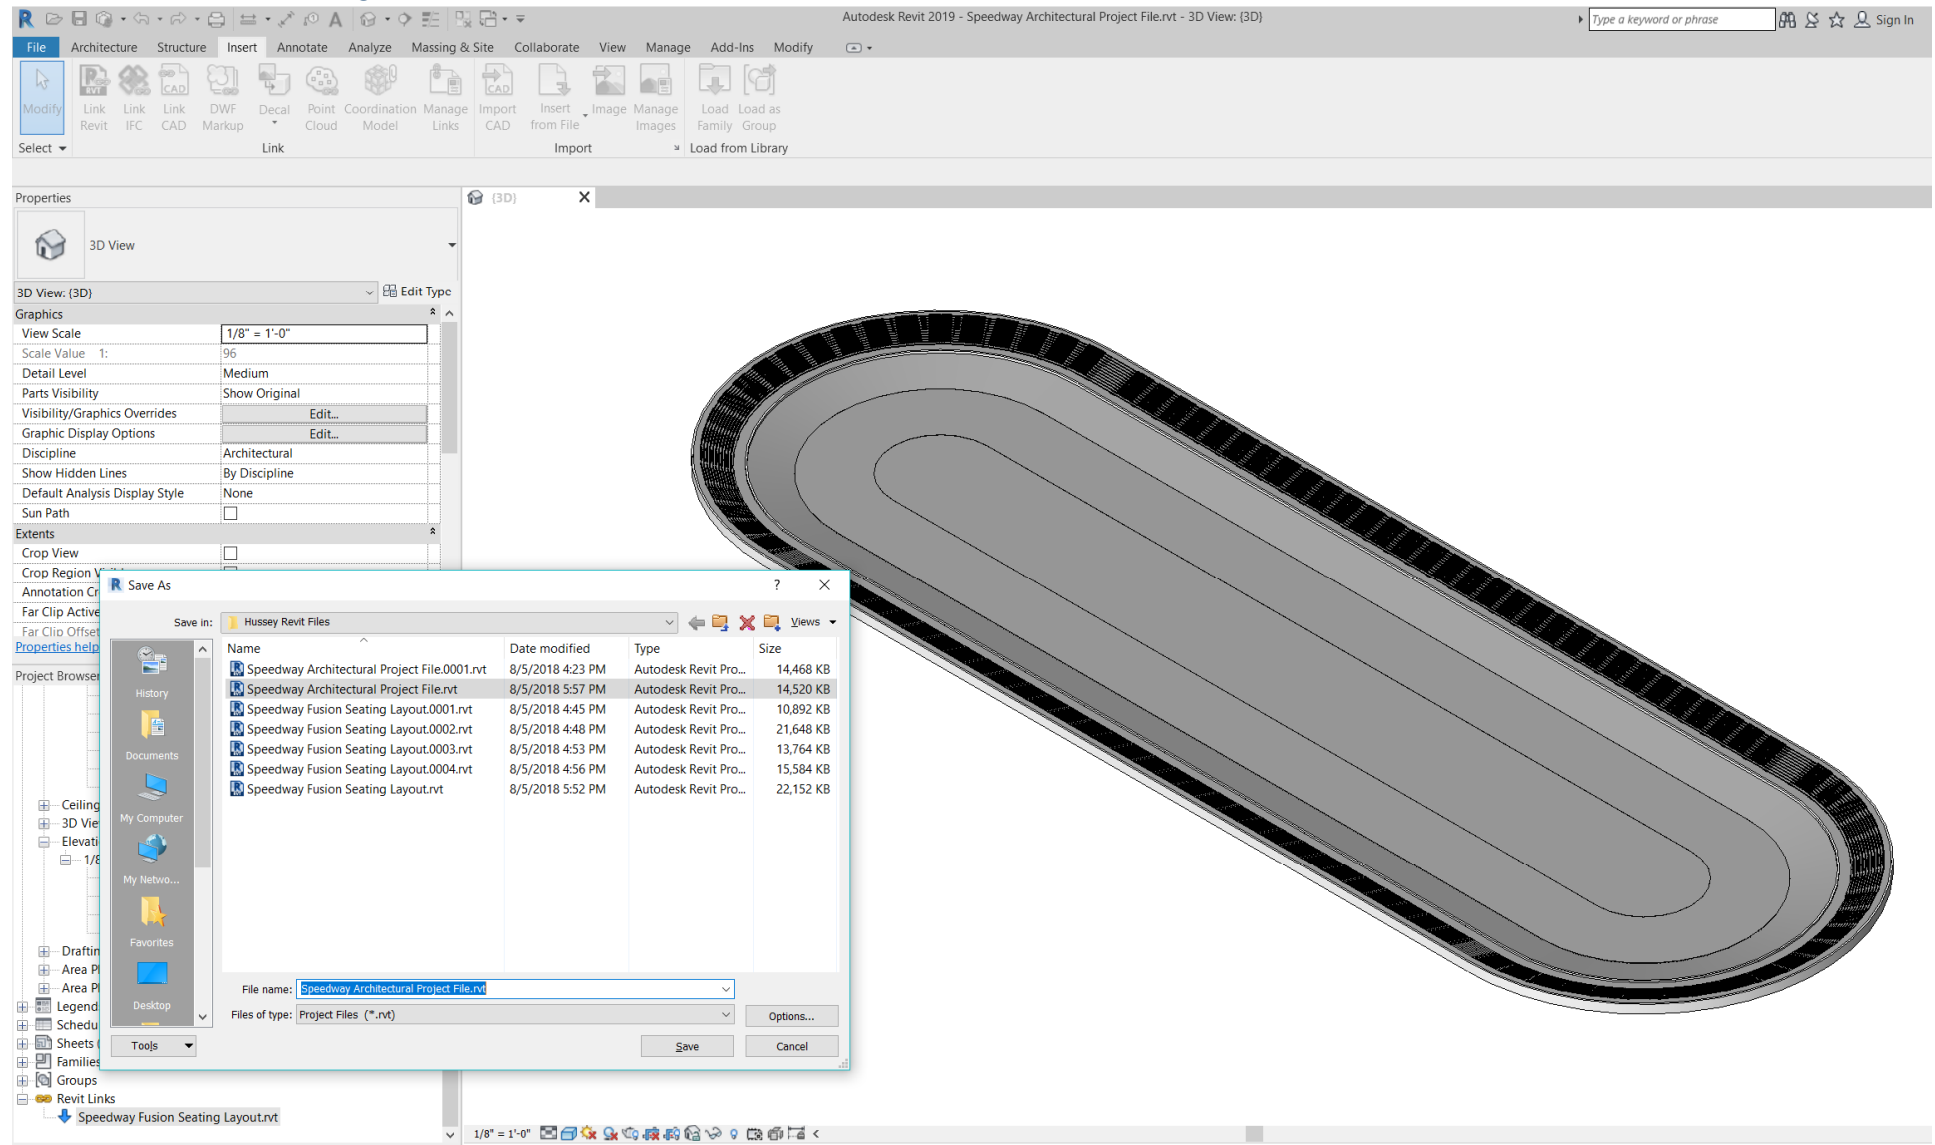 Autodesk Revit 2019 - Speedway Architectural Project File.rvt - 3D View: {3D}
Type a keyword or phrase
Sign In
File Architecture Structure Insert Annotate Analyze Massing & Site Collaborate View Manage Add-Ins Modify
Modify
Link Revit
Link IFC
Link CAD
DWF Markup
Decal
Point Cloud
Coordination Model
Manage Links
Import CAD
Insert from File
Image
Manage Images
Load Family
Load as Group
Select
Link
Import
Load from Library
Properties
{3D}
3D View
3D View: {3D}
Edit Type
Graphics
View Scale 1/8" = 1'-0"
Scale Value 1: 96
Detail Level Medium
Parts Visibility Show Original
Visibility/Graphics Overrides Edit...
Graphic Display Options Edit...
Discipline Architectural
Show Hidden Lines By Discipline
Default Analysis Display Style None
Sun Path
Extents
Crop View
Crop Region
Annotation Cr
Far Clip Active
Far Clip Offset
Properties help
Project Browser
Ceiling
3D Vie
Elevati
1/8
Draftin
Area P
Area P
Legend
Schedu
Sheets (
Families
Groups
Revit Links
Speedway Fusion Seating Layout.rvt
Save As
?
Save in: Hussey Revit Files
Views
History
Documents
My Computer
My Netwo...
Favorites
Desktop
Name Date modified Type Size
Speedway Architectural Project File.0001.rvt 8/5/2018 4:23 PM Autodesk Revit Pro... 14,468 KB
Speedway Architectural Project File.rvt 8/5/2018 5:57 PM Autodesk Revit Pro... 14,520 KB
Speedway Fusion Seating Layout.0001.rvt 8/5/2018 4:45 PM Autodesk Revit Pro... 10,892 KB
Speedway Fusion Seating Layout.0002.rvt 8/5/2018 4:48 PM Autodesk Revit Pro... 21,648 KB
Speedway Fusion Seating Layout.0003.rvt 8/5/2018 4:53 PM Autodesk Revit Pro... 13,764 KB
Speedway Fusion Seating Layout.0004.rvt 8/5/2018 4:56 PM Autodesk Revit Pro... 15,584 KB
Speedway Fusion Seating Layout.rvt 8/5/2018 5:52 PM Autodesk Revit Pro... 22,152 KB
File name: Speedway Architectural Project File.rvt
Files of type: Project Files (*.rvt)
Options...
Tools
Save
Cancel
1/8" = 1'-0"